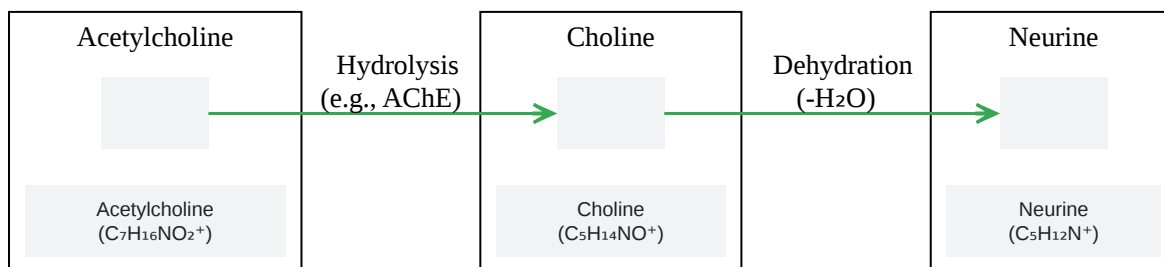 Acetylcholine
Hydrolysis
(e.g., AChE)
Choline
Dehydration
(-H₂O)
Neurine
Acetylcholine
(C₇H₁₆NO₂⁺)
Choline
(C₅H₁₄NO⁺)
Neurine
(C₅H₁₂N⁺)